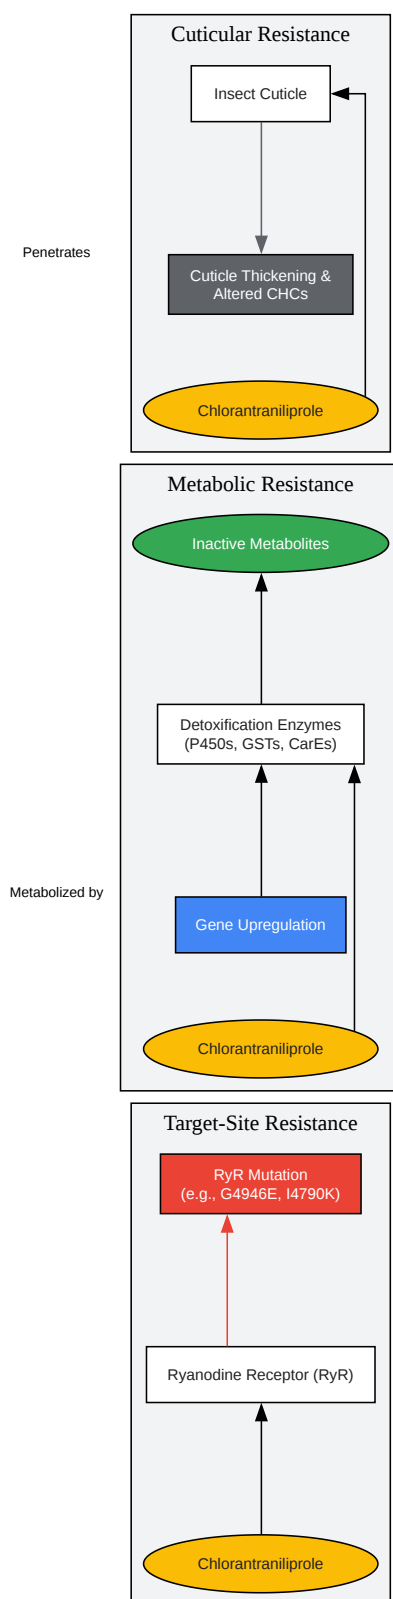 Cuticular Resistance
Insect Cuticle
Penetrates
Cuticle Thickening &
Altered CHCs
Chlorantraniliprole
Metabolic Resistance
Inactive Metabolites
Detoxification Enzymes
(P450s, GSTs, CarEs)
Metabolized by
Gene Upregulation
Chlorantraniliprole
Target-Site Resistance
RyR Mutation
(e.g., G4946E, I4790K)
Ryanodine Receptor (RyR)
Chlorantraniliprole